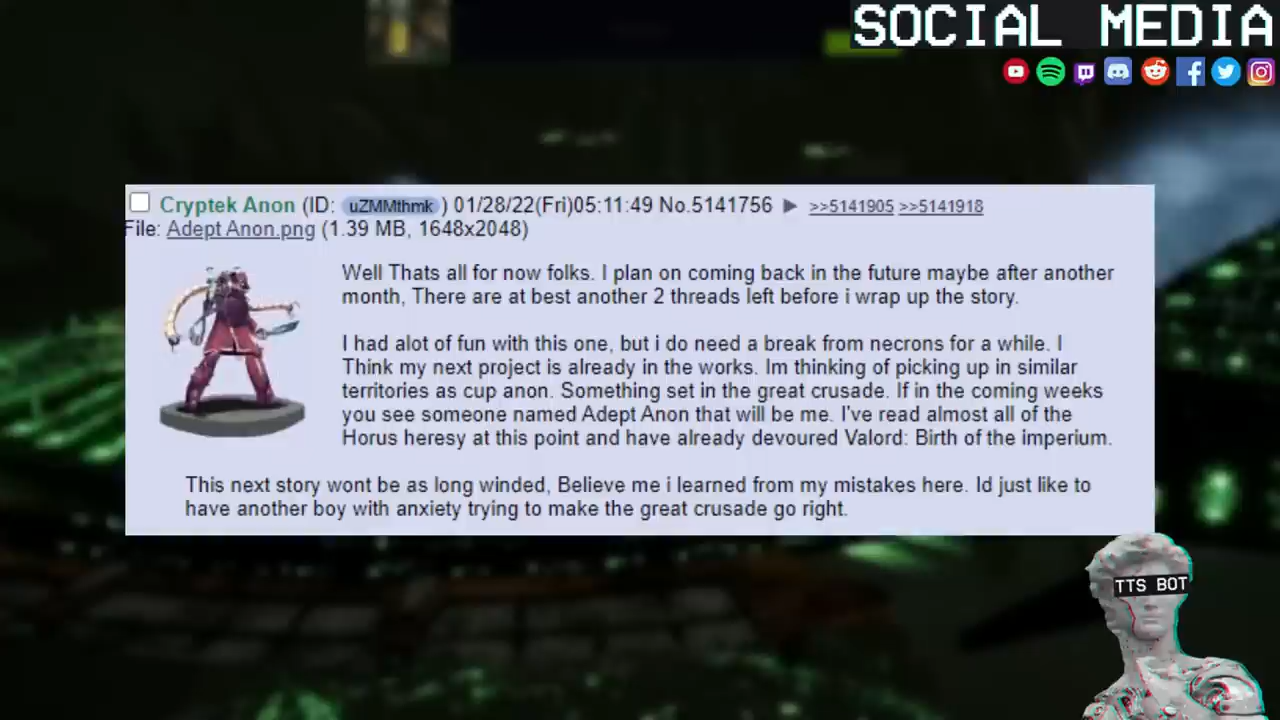 SOCIAL MEDIA
Cryptek Anon (ID: uZMMthmk ) 01/28/22(Fri)05:11:49 No.5141756 ▶ >>5141905 >>5141918
File: Adept Anon.png (1.39 MB, 1648x2048)
Well Thats all for now folks. I plan on coming back in the future maybe after another
month, There are at best another 2 threads left before i wrap up the story.
I had alot of fun with this one, but i do need a break from necrons for a while. I
Think my next project is already in the works. Im thinking of picking up in similar
territories as cup anon. Something set in the great crusade. If in the coming weeks
you see someone named Adept Anon that will be me. I've read almost all of the
Horus heresy at this point and have already devoured Valord: Birth of the imperium.
This next story wont be as long winded, Believe me i learned from my mistakes here. Id just like to
have another boy with anxiety trying to make the great crusade go right.
TTS BOT